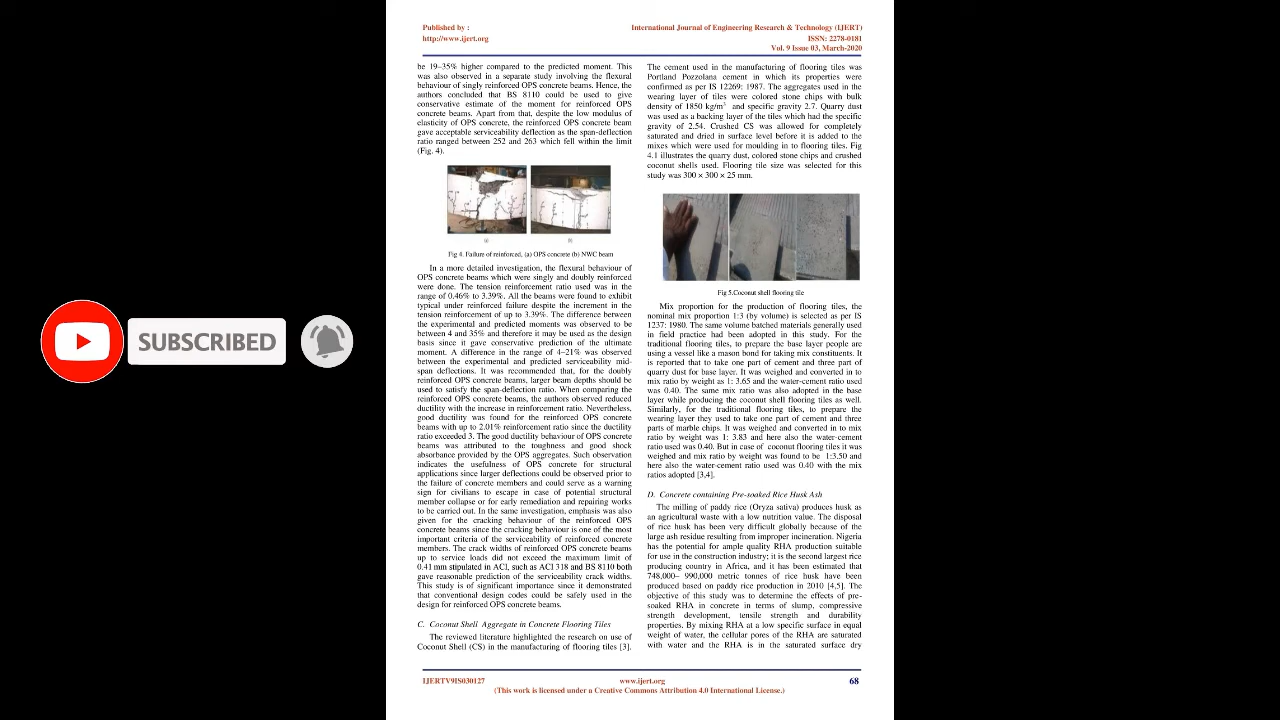 SUBSCRIBED
Published by :
http://www.ijert.org
International Journal of Engineering Research & Technology (IJERT)
ISSN: 2278-0181
Vol. 9 Issue 03, March-2020
be 19–35% higher compared to the predicted moment. This
was also observed in a separate study involving the flexural
behaviour of singly reinforced OPS concrete beams. Hence, the
authors concluded that BS 8110 could be used to give
conservative estimate of the moment for reinforced OPS
concrete beams. Apart from that, despite the low modulus of
elasticity of OPS concrete, the reinforced OPS concrete beam
gave acceptable serviceability deflection as the span-deflection
ratio ranged between 252 and 263 which fell within the limit
(Fig. 4).
Fig 4. Failure of reinforced, (a) OPS concrete (b) NWC beam
In a more detailed investigation, the flexural behaviour of
OPS concrete beams which were singly and doubly reinforced
were done. The tension reinforcement ratio used was in the
range of 0.46% to 3.39%. All the beams were found to exhibit
typical under reinforced failure despite the increment in the
tension reinforcement of up to 3.39%. The difference between
the experimental and predicted moments was observed to be
between 4 and 35% and therefore it may be used as the design
basis since it gave conservative prediction of the ultimate
moment. A difference in the range of 4–21% was observed
between the experimental and predicted serviceability mid-
span deflections. It was recommended that, for the doubly
reinforced OPS concrete beams, larger beam depths should be
used to satisfy the span-deflection ratio. When comparing the
reinforced OPS concrete beams, the authors observed reduced
ductility with the increase in reinforcement ratio. Nevertheless,
good ductility was found for the reinforced OPS concrete
beams with up to 2.01% reinforcement ratio since the ductility
ratio exceeded 3. The good ductility behaviour of OPS concrete
beams was attributed to the toughness and good shock
absorbance provided by the OPS aggregates. Such observation
indicates the usefulness of OPS concrete for structural
applications since larger deflections could be observed prior to
the failure of concrete members and could serve as a warning
sign for civilians to escape in case of potential structural
member collapse or for early remediation and repairing works
to be carried out. In the same investigation, emphasis was also
given for the cracking behaviour of the reinforced OPS
concrete beams since the cracking behaviour is one of the most
important criteria of the serviceability of reinforced concrete
members. The crack widths of reinforced OPS concrete beams
up to service loads did not exceed the maximum limit of
0.41 mm stipulated in ACI, such as ACI 318 and BS 8110 both
gave reasonable prediction of the serviceability crack widths.
This study is of significant importance since it demonstrated
that conventional design codes could be safely used in the
design for reinforced OPS concrete beams.
C. Coconut Shell Aggregate in Concrete Flooring Tiles
The reviewed literature highlighted the research on use of
Coconut Shell (CS) in the manufacturing of flooring tiles [3].
The cement used in the manufacturing of flooring tiles was
Portland Pozzolana cement in which its properties were
confirmed as per IS 12269: 1987. The aggregates used in the
wearing layer of tiles were colored stone chips with bulk
density of 1850 kg/m³ and specific gravity 2.7. Quarry dust
was used as a backing layer of the tiles which had the specific
gravity of 2.54. Crushed CS was allowed for completely
saturated and dried in surface level before it is added to the
mixes which were used for moulding in to flooring tiles. Fig
4.1 illustrates the quarry dust, colored stone chips and crushed
coconut shells used. Flooring tile size was selected for this
study was 300 × 300 × 25 mm.
Fig 5.Coconut shell flooring tile
Mix proportion for the production of flooring tiles, the
nominal mix proportion 1:3 (by volume) is selected as per IS
1237: 1980. The same volume batched materials generally used
in field practice had been adopted in this study. For the
traditional flooring tiles, to prepare the base layer people are
using a vessel like a mason bond for taking mix constituents. It
is reported that to take one part of cement and three part of
quarry dust for base layer. It was weighed and converted in to
mix ratio by weight as 1: 3.65 and the water-cement ratio used
was 0.40. The same mix ratio was also adopted in the base
layer while producing the coconut shell flooring tiles as well.
Similarly, for the traditional flooring tiles, to prepare the
wearing layer they used to take one part of cement and three
parts of marble chips. It was weighed and converted in to mix
ratio by weight was 1: 3.83 and here also the water-cement
ratio used was 0.40. But in case of coconut flooring tiles it was
weighed and mix ratio by weight was found to be 1:3.50 and
here also the water-cement ratio used was 0.40 with the mix
ratios adopted [3,4].
D. Concrete containing Pre-soaked Rice Husk Ash
The milling of paddy rice (Oryza sativa) produces husk as
an agricultural waste with a low nutrition value. The disposal
of rice husk has been very difficult globally because of the
large ash residue resulting from improper incineration. Nigeria
has the potential for ample quality RHA production suitable
for use in the construction industry; it is the second largest rice
producing country in Africa, and it has been estimated that
748,000– 990,000 metric tonnes of rice husk have been
produced based on paddy rice production in 2010 [4,5]. The
objective of this study was to determine the effects of pre-
soaked RHA in concrete in terms of slump, compressive
strength development, tensile strength and durability
properties. By mixing RHA at a low specific surface in equal
weight of water, the cellular pores of the RHA are saturated
with water and the RHA is in the saturated surface dry
IJERTV9IS030127
www.ijert.org
68
(This work is licensed under a Creative Commons Attribution 4.0 International License.)